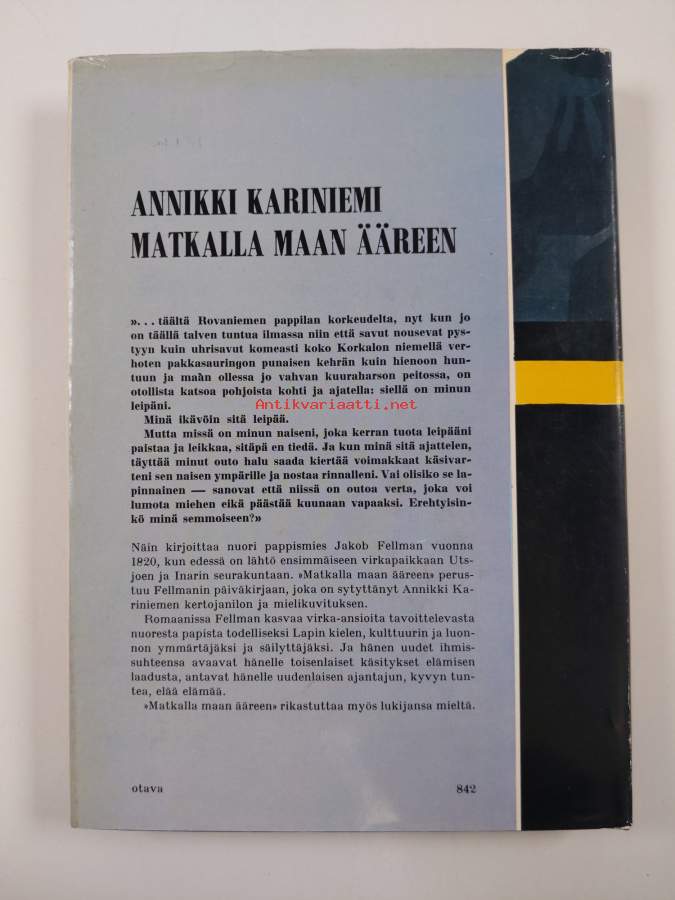 ANNIKKI KARINIEMI
MATKALLA MAAN ÄÄREEN
»... täältä Rovaniemen pappilan korkeudelta, nyt kun jo
on täällä talven tuntua ilmassa niin että savut nousevat pys-
tyyn kuin uhrisavut komeasti koko Korkalon niemellä ver-
hoten pakkasauringon punaisen kehrän kuin hienoon hun-
tuun ja maan ollessa jo vahvan kuuraharson peitossa, on
otollista katsoa pohjoista kohti ja ajatella: siellä on minun
leipäni.
Antikvariaatti.net
Minä ikävöin sitä leipää.
Mutta missä on minun naiseni, joka kerran tuota leipääni
paistaa ja leikkaa, sitäpä en tiedä. Ja kun minä sitä ajattelen,
täyttää minut outo halu saada kiertää voimakkaat käsivar-
teni sen naisen ympärille ja nostaa rinnalleni. Vai olisiko se la-
pinnainen — sanovat että niissä on outoa verta, joka voi
lumota miehen eikä päästää kuunaan vapaaksi. Erehtyisin-
kö minä semmoiseen?»
Näin kirjoittaa nuori pappismies Jakob Fellman vuonna
1820, kun edessä on lähtö ensimmäiseen virkapaikkaan Uts-
joen ja Inarin seurakuntaan. »Matkalla maan ääreen» perus-
tuu Fellmanin päiväkirjaan, joka on sytyttänyt Annikki Ka-
riniemen kertojanilon ja mielikuvituksen.
Romaanissa Fellman kasvaa virka-ansioita tavoittelevasta
nuoresta papista todelliseksi Lapin kielen, kulttuurin ja luon-
non ymmärtäjäksi ja säilyttäjäksi. Ja hänen uudet ihmis-
suhteensa avaavat hänelle toisenlaiset käsitykset elämisen
laadusta, antavat hänelle uudenlaisen ajantajun, kyvyn tun-
tea, elää elämää.
»Matkalla maan ääreen» rikastuttaa myös lukijansa mieltä.
otava 842